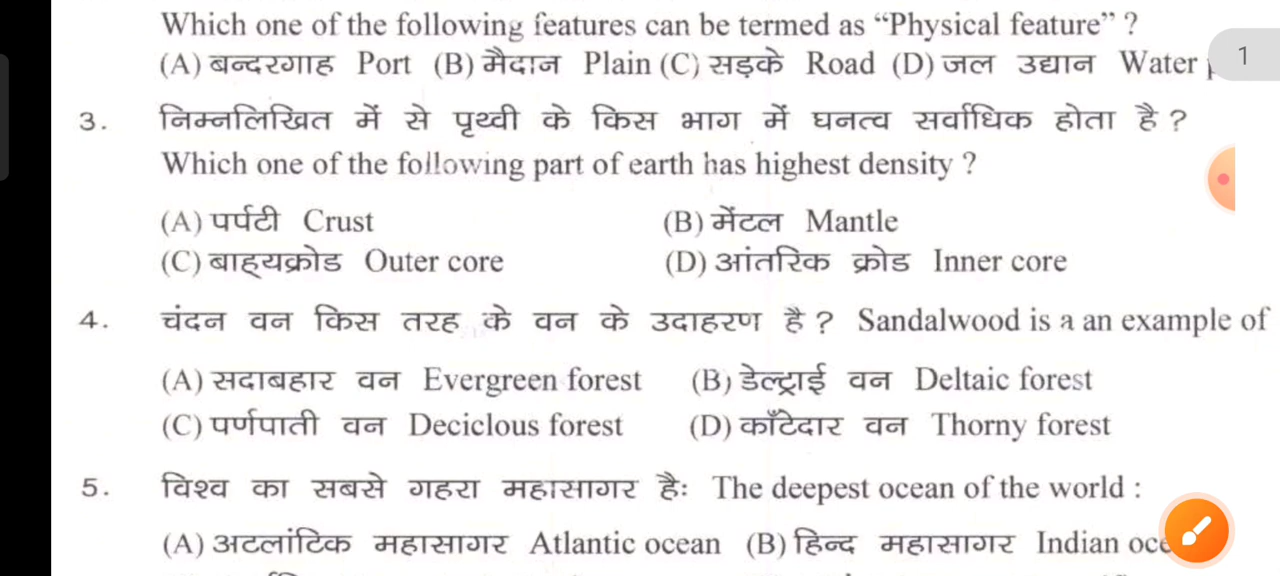 Which one of the following features can be termed as “Physical feature” ?
(A) बन्दरगाह Port (B) मैदान Plain (C) सड़के Road (D) जल उद्यान Water
1
3. निम्नलिखित में से पृथ्वी के किस भाग में घनत्व सर्वाधिक होता है ?
Which one of the following part of earth has highest density ?
(A) पर्पटी Crust (B) मेंटल Mantle
(C) बाह्यक्रोड Outer core (D) आंतरिक क्रोड Inner core
4. चंदन वन किस तरह के वन के उदाहरण है ? Sandalwood is a an example of
(A) सदाबहार वन Evergreen forest (B) डेल्ट्राई वन Deltaic forest
(C) पर्णपाती वन Deciclous forest (D) काँटेदार वन Thorny forest
5. विश्व का सबसे गहरा महासागर है: The deepest ocean of the world :
(A) अटलांटिक महासागर Atlantic ocean (B) हिन्द महासागर Indian